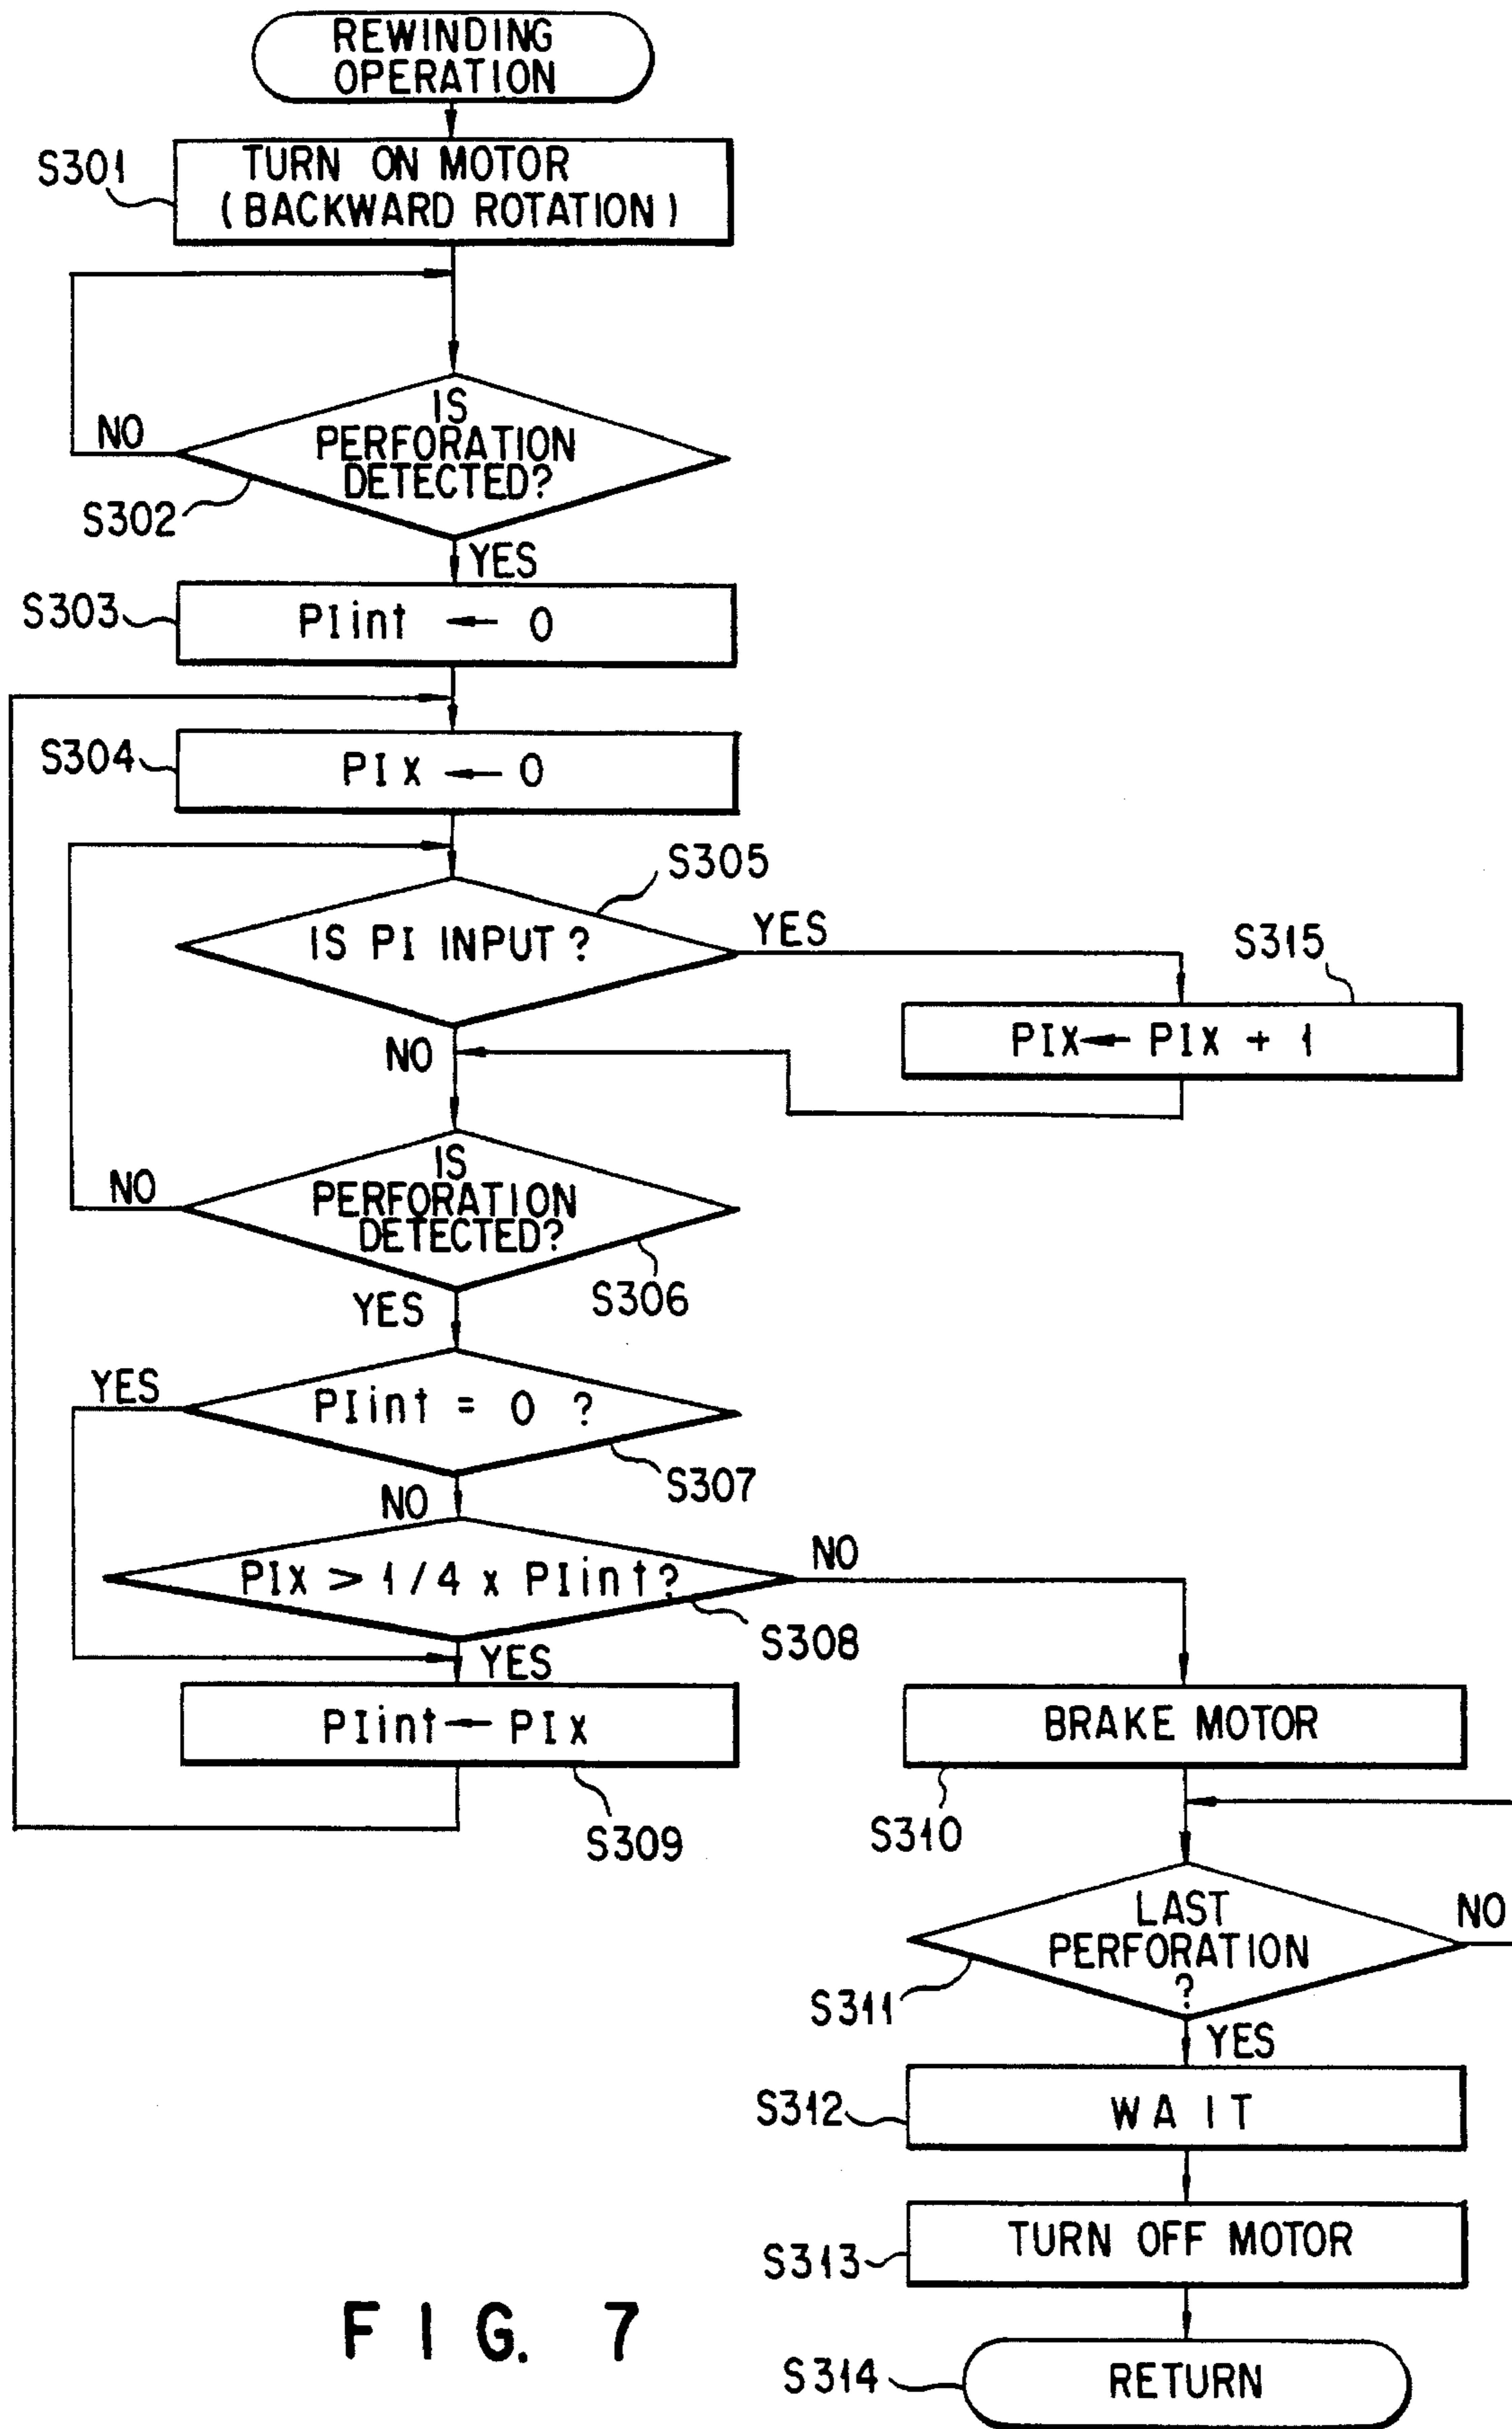 REWINDING
OPERATION
S301
TURN ON MOTOR
(BACKWARD ROTATION)
IS
PERFORATION
DETECTED?
NO
S302
YES
S303
PIint ← 0
S304
PIx ← 0
S305
IS PI INPUT?
YES
S315
PIx ← PIx + 1
NO
IS
PERFORATION
DETECTED?
NO
S306
YES
YES
PIint = 0 ?
S307
NO
PIx > 1/4 x PIint?
NO
S308
YES
PIint ← PIx
S309
BRAKE MOTOR
S310
LAST
PERFORATION
?
NO
S311
YES
S312
WAIT
S313
TURN OFF MOTOR
S314
RETURN
FIG. 7